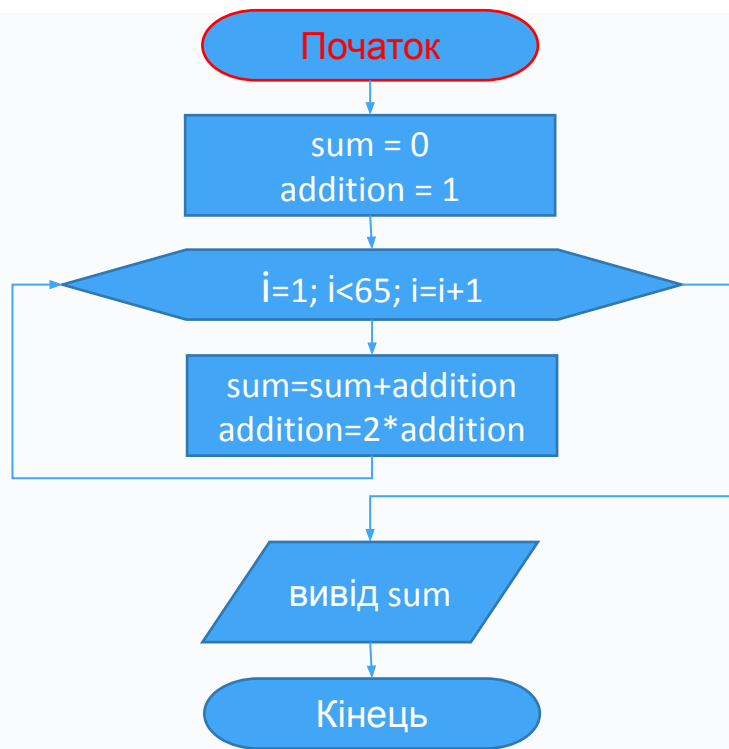 Початок
sum = 0
addition = 1
i=1; i<65; i=i+1
sum=sum+addition
addition=2*addition
вивід sum
Кінець